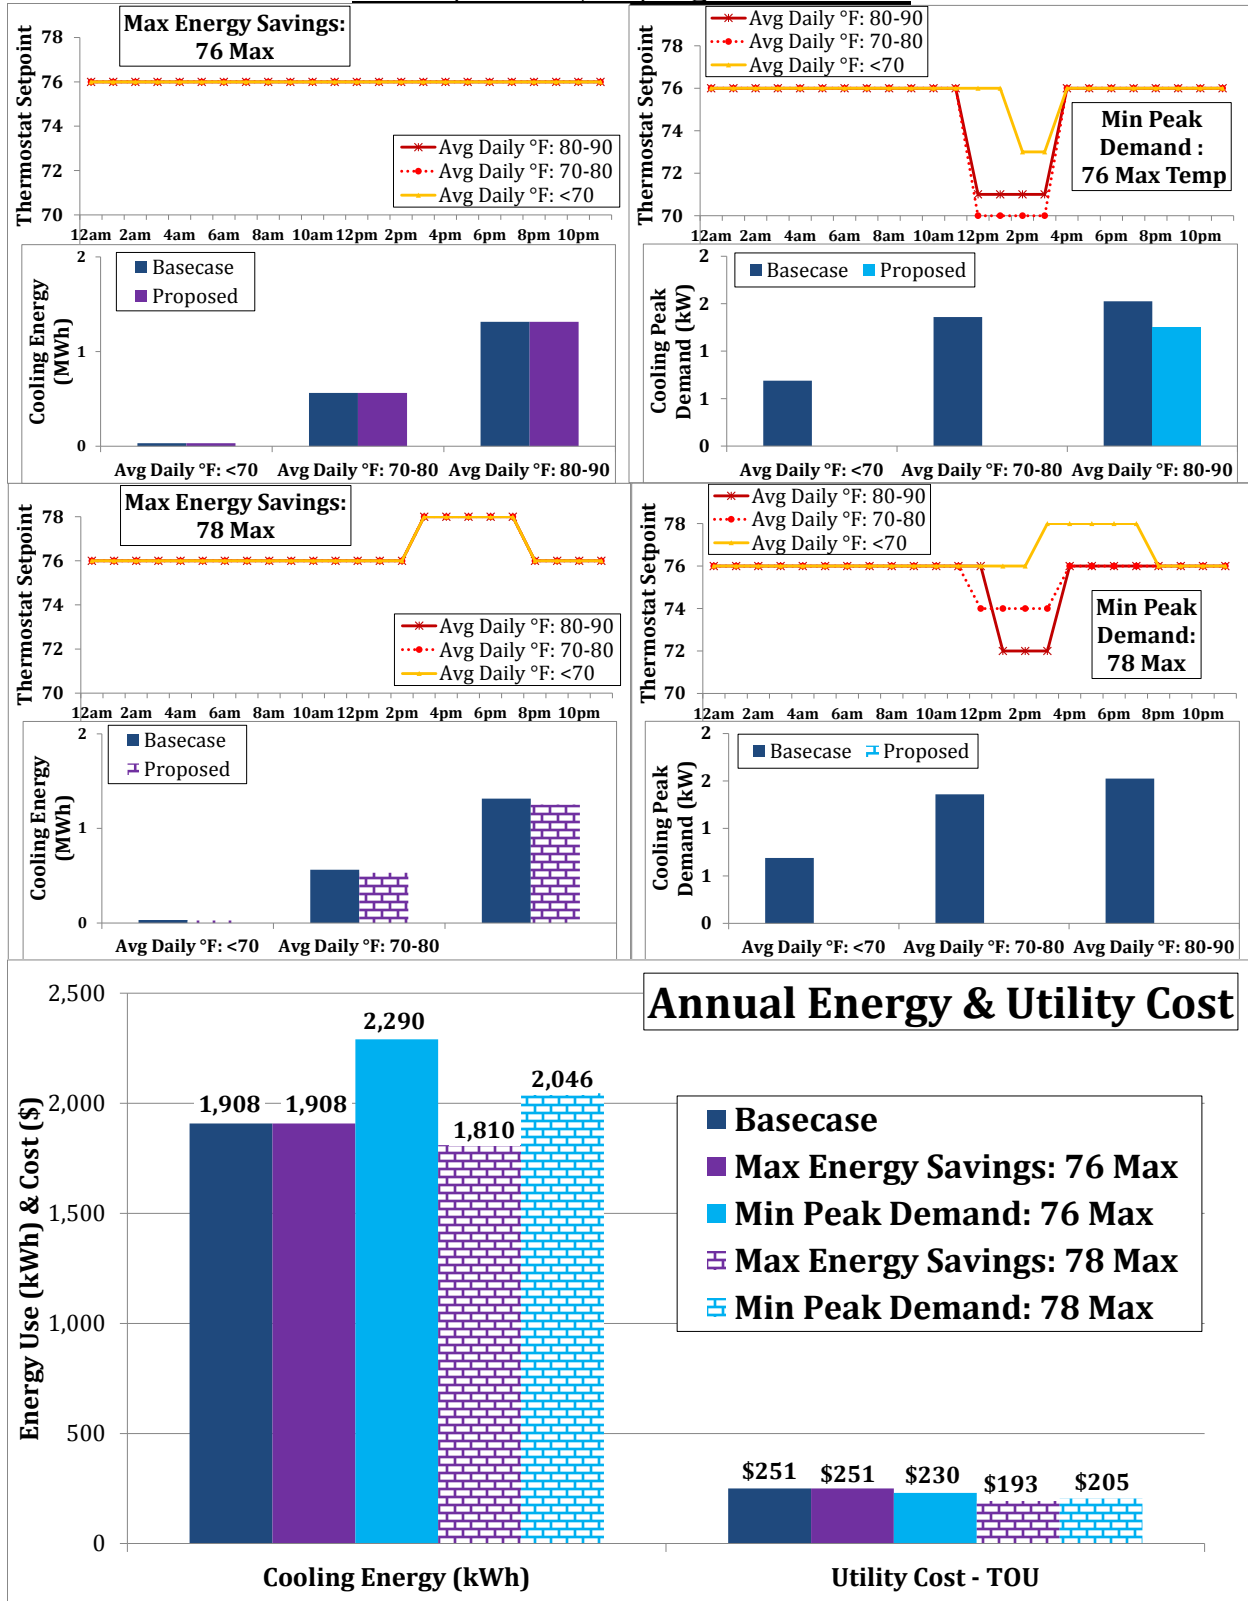 Max Energy Savings:
76 Max
Thermostat Setpoint
78
76
74
72
70
Avg Daily °F: 80-90
Avg Daily °F: 70-80
Avg Daily °F: <70
12am 2am 4am 6am 8am 10am 12pm 2pm 4pm 6pm 8pm 10pm
Avg Daily °F: 80-90
Avg Daily °F: 70-80
Avg Daily °F: <70
Thermostat Setpoint
78
76
74
72
70
Min Peak
Demand :
76 Max Temp
12am 2am 4am 6am 8am 10am 12pm 2pm 4pm 6pm 8pm 10pm
Cooling Energy
(MWh)
2
1
0
Basecase
Proposed
Avg Daily °F: <70 Avg Daily °F: 70-80 Avg Daily °F: 80-90
Cooling Peak
Demand (kW)
2
2
1
1
0
Basecase Proposed
Avg Daily °F: <70 Avg Daily °F: 70-80 Avg Daily °F: 80-90
Max Energy Savings:
78 Max
Thermostat Setpoint
78
76
74
72
70
Avg Daily °F: 80-90
Avg Daily °F: 70-80
Avg Daily °F: <70
12am 2am 4am 6am 8am 10am 12pm 2pm 4pm 6pm 8pm 10pm
Avg Daily °F: 80-90
Avg Daily °F: 70-80
Avg Daily °F: <70
Thermostat Setpoint
78
76
74
72
70
Min Peak
Demand:
78 Max
12am 2am 4am 6am 8am 10am 12pm 2pm 4pm 6pm 8pm 10pm
Cooling Energy
(MWh)
2
1
0
Basecase
Proposed
Avg Daily °F: <70 Avg Daily °F: 70-80
Cooling Peak
Demand (kW)
2
2
1
1
0
Basecase Proposed
Avg Daily °F: <70 Avg Daily °F: 70-80 Avg Daily °F: 80-90
Annual Energy & Utility Cost
Energy Use (kWh) & Cost ($)
2,500
2,000
1,500
1,000
500
0
1,908
1,908
2,290
1,810
2,046
$251
$251
$230
$193
$205
Basecase
Max Energy Savings: 76 Max
Min Peak Demand: 76 Max
Max Energy Savings: 78 Max
Min Peak Demand: 78 Max
Cooling Energy (kWh)
Utility Cost - TOU